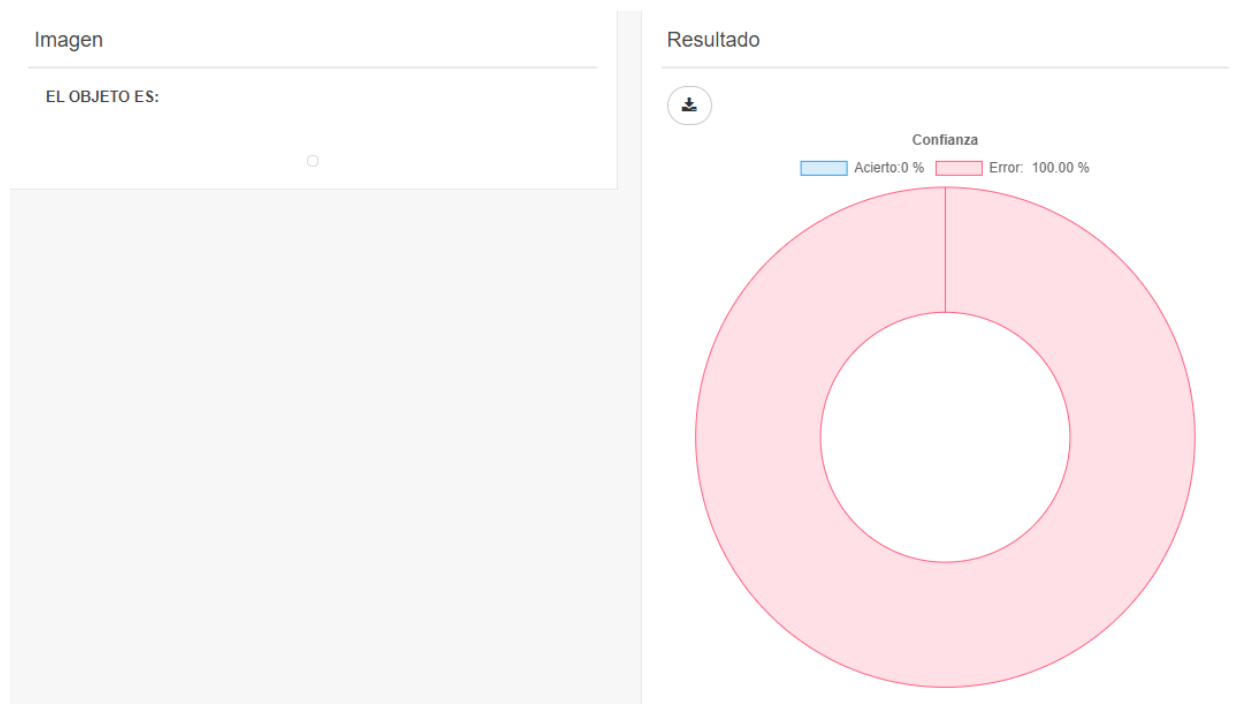 Imagen
EL OBJETO ES:
Resultado
Confianza
Acierto:0 % Error: 100.00 %